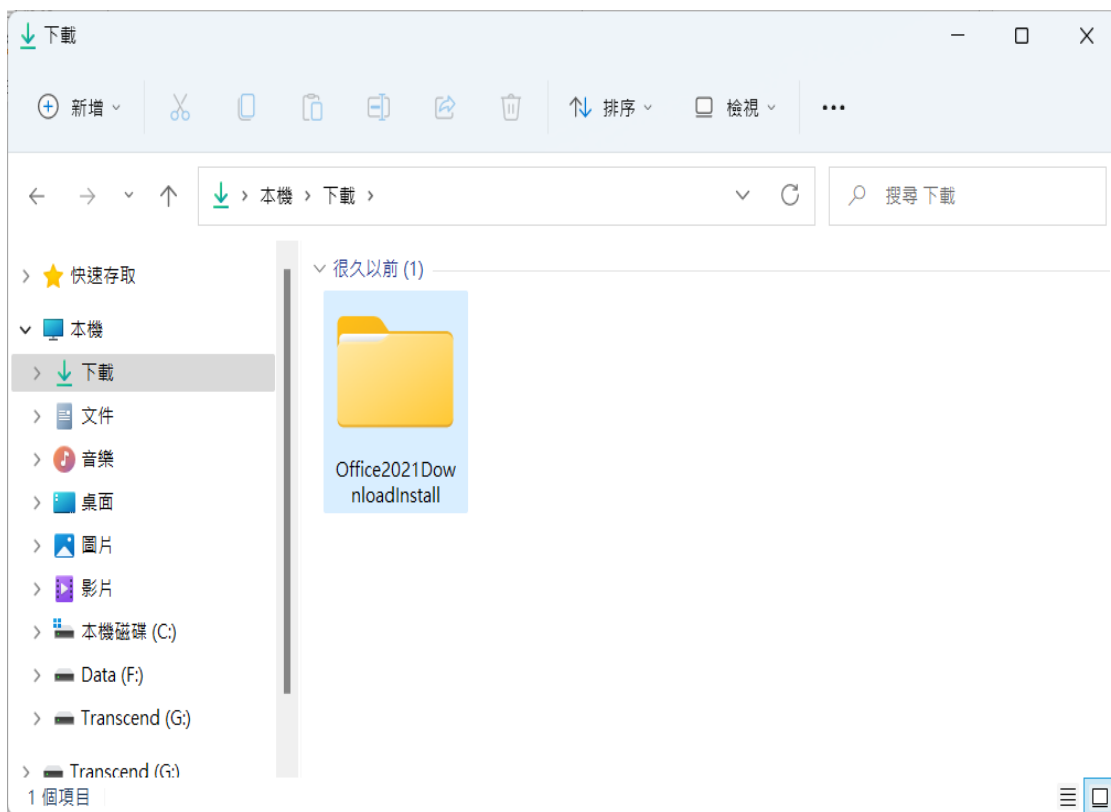 下載
新增
排序
檢視
本機
下載
搜尋 下載
快速存取
本機
下載
文件
音樂
桌面
圖片
影片
本機磁碟 (C:)
Data (F:)
Transcend (G:)
Transcend (G:)
很久以前 (1)
Office2021Dow
nloadInstall
1 個項目